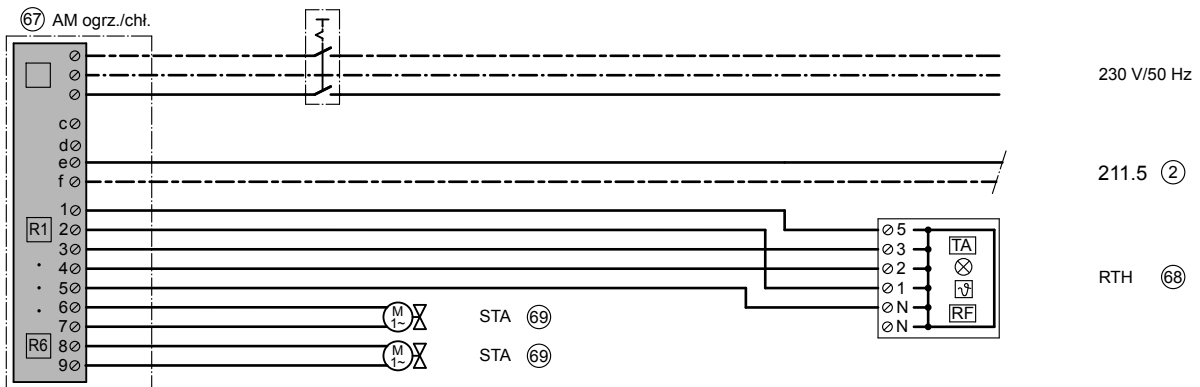 67 AM ogrz./chł.
230 V/50 Hz
c
d
e
f
211.5 2
1
R1 2
3
4
5
6
7
R6 8
9
5
3 TA
2
1 ϑ
N RF
N
RTH 68
M
1~
STA 69
M
1~
STA 69